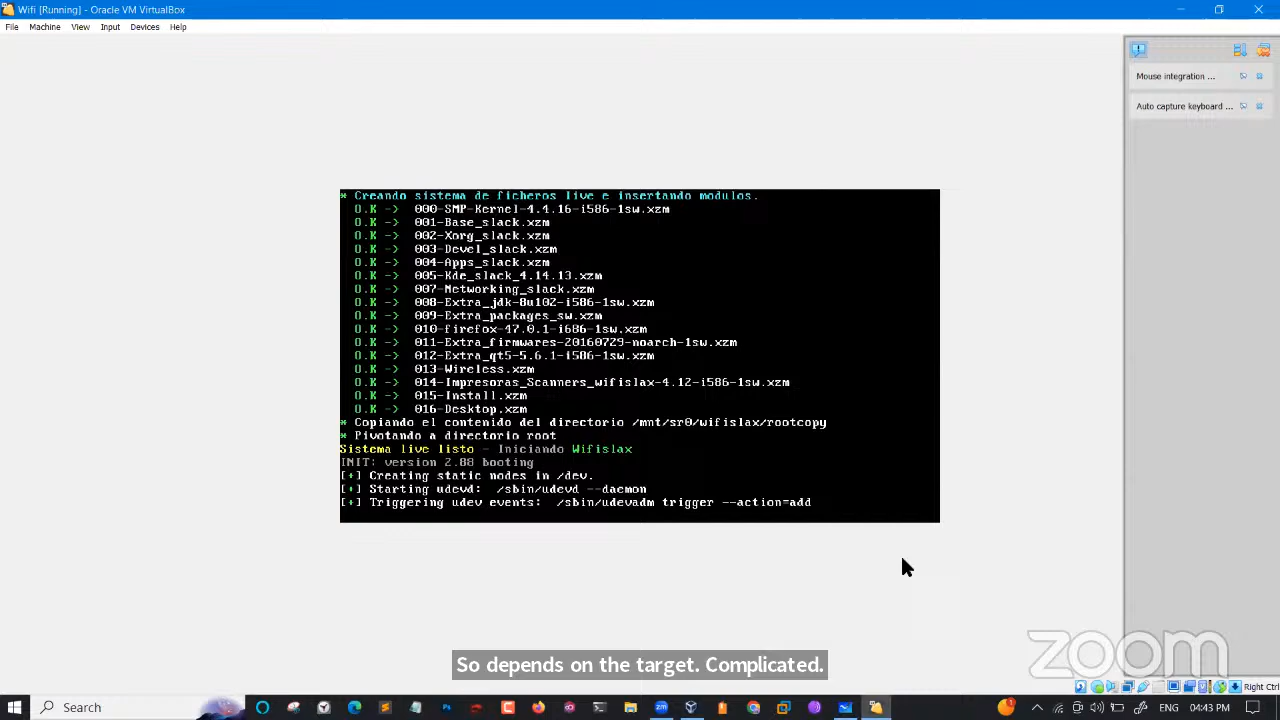 Wifi [Running] - Oracle VM VirtualBox
File Machine View Input Devices Help
Mouse integration ...
Auto capture keyboard ...
* Creando sistema de ficheros live e insertando modulos.
O.K -> 000-SMP-Kernel-4.4.16-i586-1sw.xzm
O.K -> 001-Base_slack.xzm
O.K -> 002-Xorg_slack.xzm
O.K -> 003-Devel_slack.xzm
O.K -> 004-Apps_slack.xzm
O.K -> 005-Kde_slack_4.14.13.xzm
O.K -> 007-Networking_slack.xzm
O.K -> 008-Extra_jdk-8u102-i586-1sw.xzm
O.K -> 009-Extra_packages_sw.xzm
O.K -> 010-firefox-47.0.1-i686-1sw.xzm
O.K -> 011-Extra_firmwares-20160729-noarch-1sw.xzm
O.K -> 012-Extra_qt5-5.6.1-i586-1sw.xzm
O.K -> 013-Wireless.xzm
O.K -> 014-Impresoras_Scanners_wifislax-4.12-i586-1sw.xzm
O.K -> 015-Install.xzm
O.K -> 016-Desktop.xzm
* Copiando el contenido del directorio /mnt/sr0/wifislax/rootcopy
* Pivotando a directorio root
Sistema live listo - Iniciando Wifislax
INIT: version 2.88 booting
[+] Creating static nodes in /dev.
[+] Starting udevd: /sbin/udevd --daemon
[+] Triggering udev events: /sbin/udevadm trigger --action=add
So depends on the target. Complicated.
zoom
Right Ctrl
Search
04:43 PM